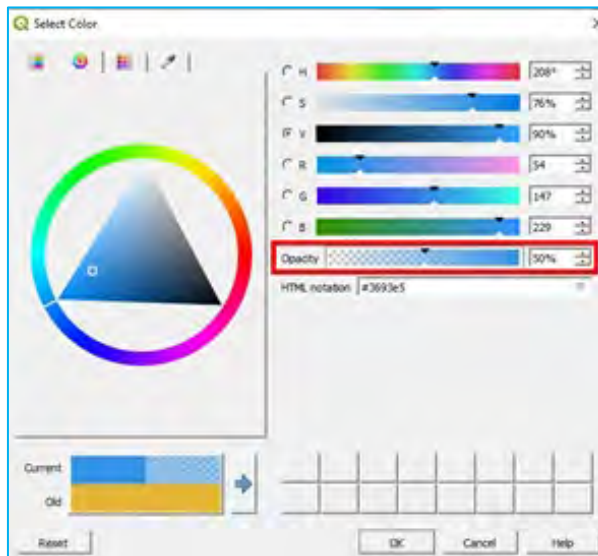 Select Color
H 208°
S 76%
V 90%
R 54
G 147
B 229
Opacity 50%
HTML notation #3693e5
Current
Old
Reset OK Cancel Help